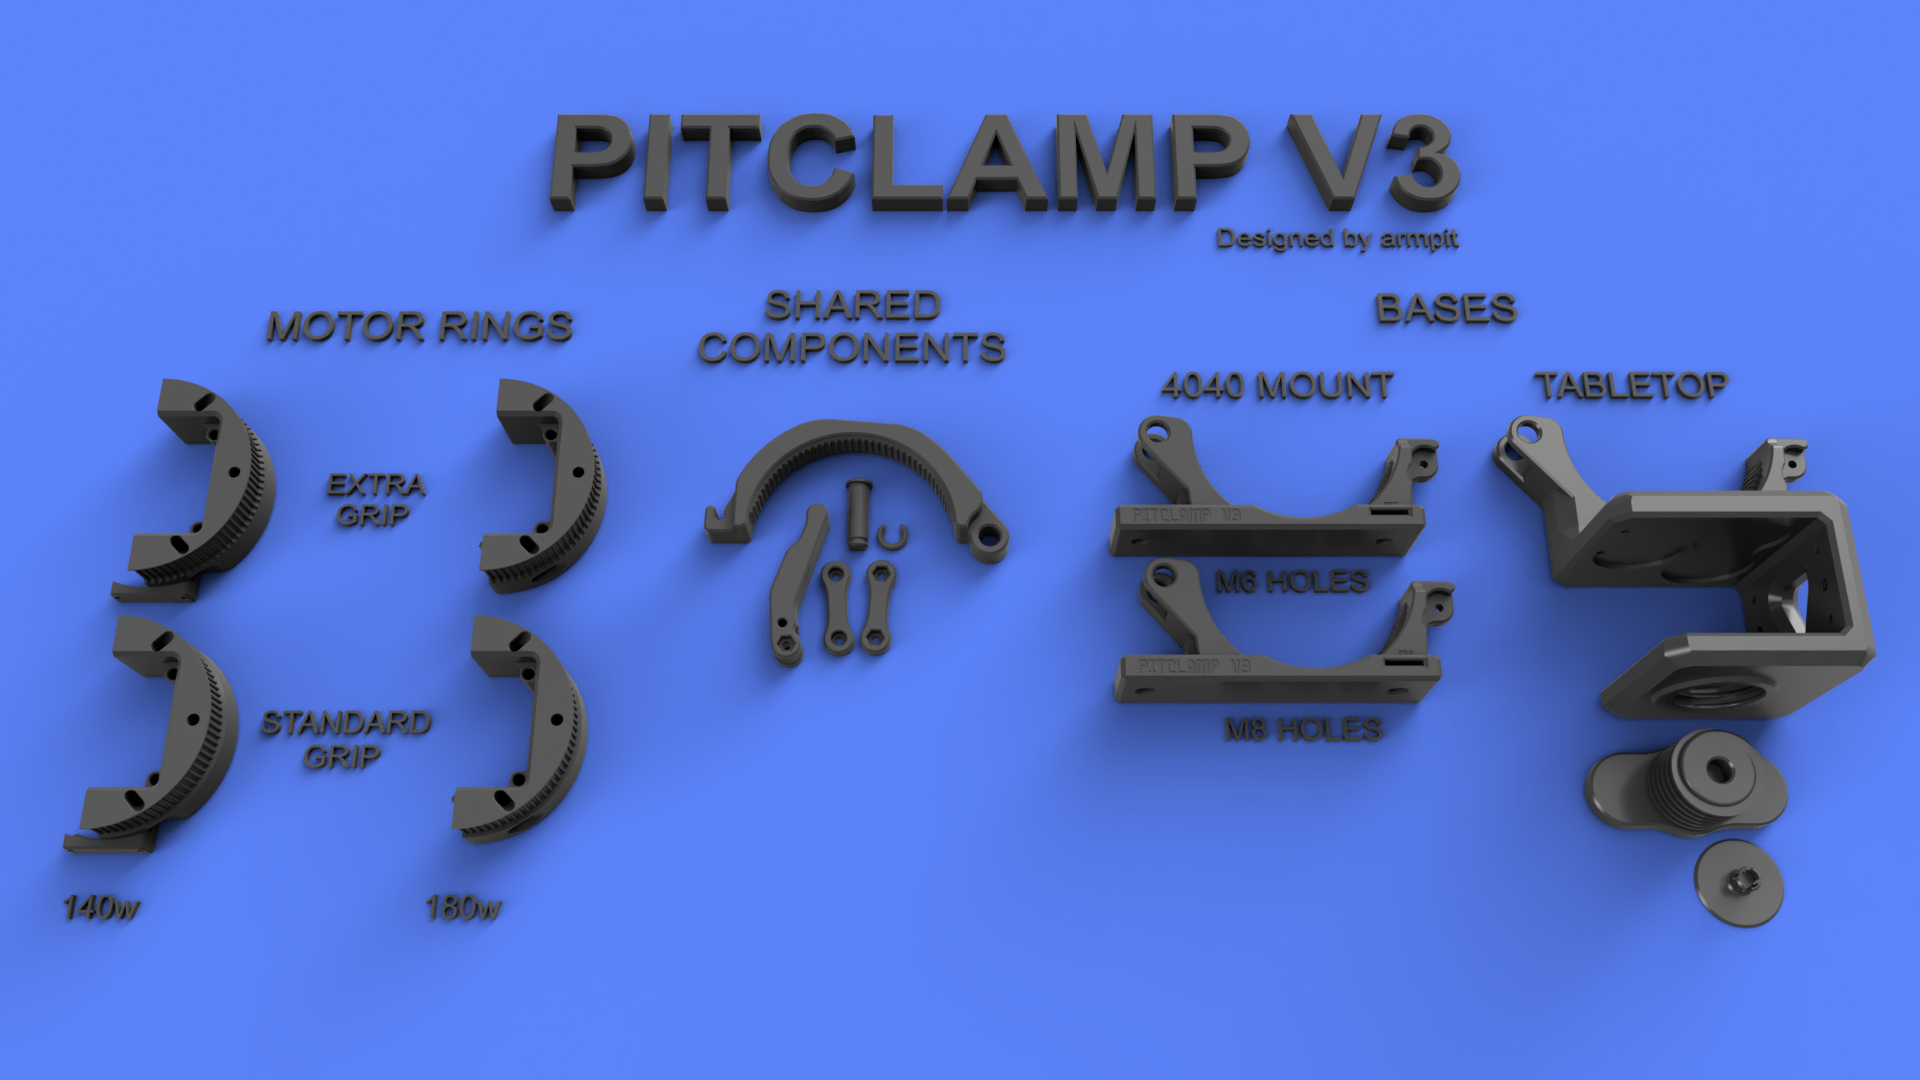 PITCLAMP V3
Designed by armpit
MOTOR RINGS
SHARED
COMPONENTS
BASES
4040 MOUNT
TABLETOP
EXTRA
GRIP
PITCLAMP V3
M6 HOLES
PITCLAMP V3
M8 HOLES
STANDARD
GRIP
140w
180w